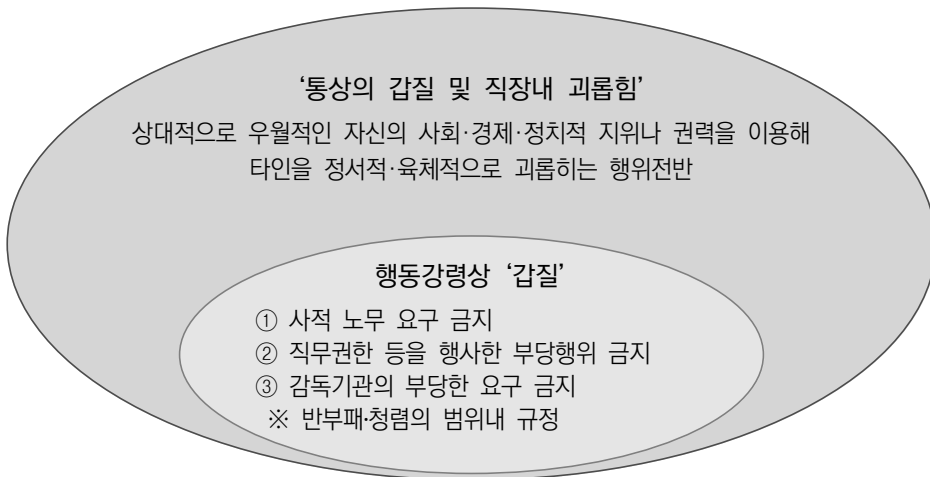 ‘통상의 갑질 및 직장내 괴롭힘’
상대적으로 우월적인 자신의 사회·경제·정치적 지위나 권력을 이용해
타인을 정서적·육체적으로 괴롭히는 행위전반
행동강령상 ‘갑질’
① 사적 노무 요구 금지
② 직무권한 등을 행사한 부당행위 금지
③ 감독기관의 부당한 요구 금지
※ 반부패·청렴의 범위내 규정